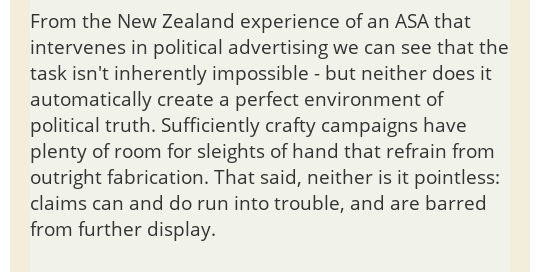 From the New Zealand experience of an ASA that
intervenes in political advertising we can see that the
task isn't inherently impossible - but neither does it
automatically create a perfect environment of
political truth. Sufficiently crafty campaigns have
plenty of room for sleights of hand that refrain from
outright fabrication. That said, neither is it pointless:
claims can and do run into trouble, and are barred
from further display.